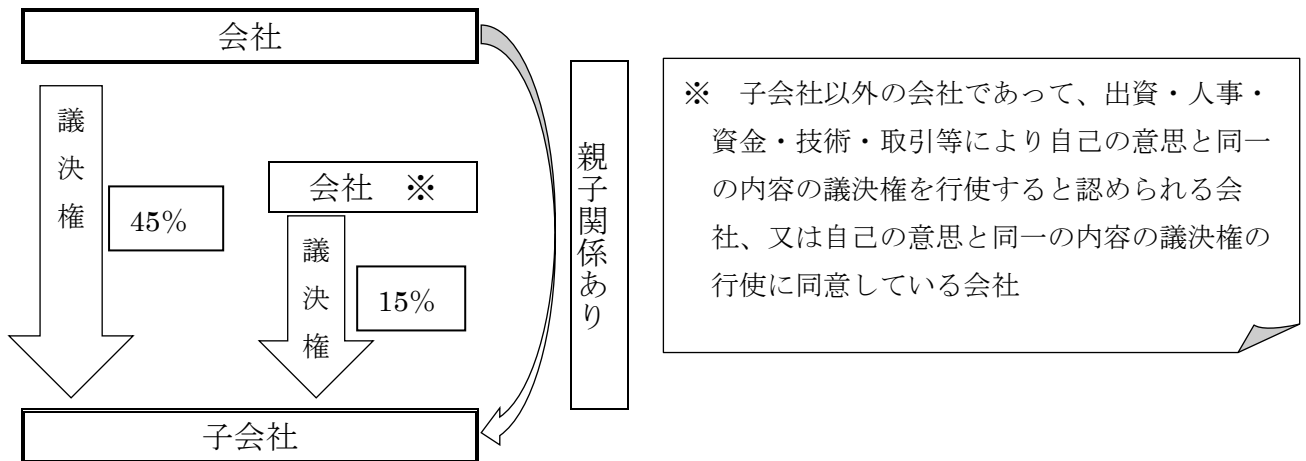 会社
議決権
45%
会社　※
議決権
15%
子会社
親子関係あり
※　子会社以外の会社であって、出資・人事・
資金・技術・取引等により自己の意思と同一
の内容の議決権を行使すると認められる会
社、又は自己の意思と同一の内容の議決権の
行使に同意している会社